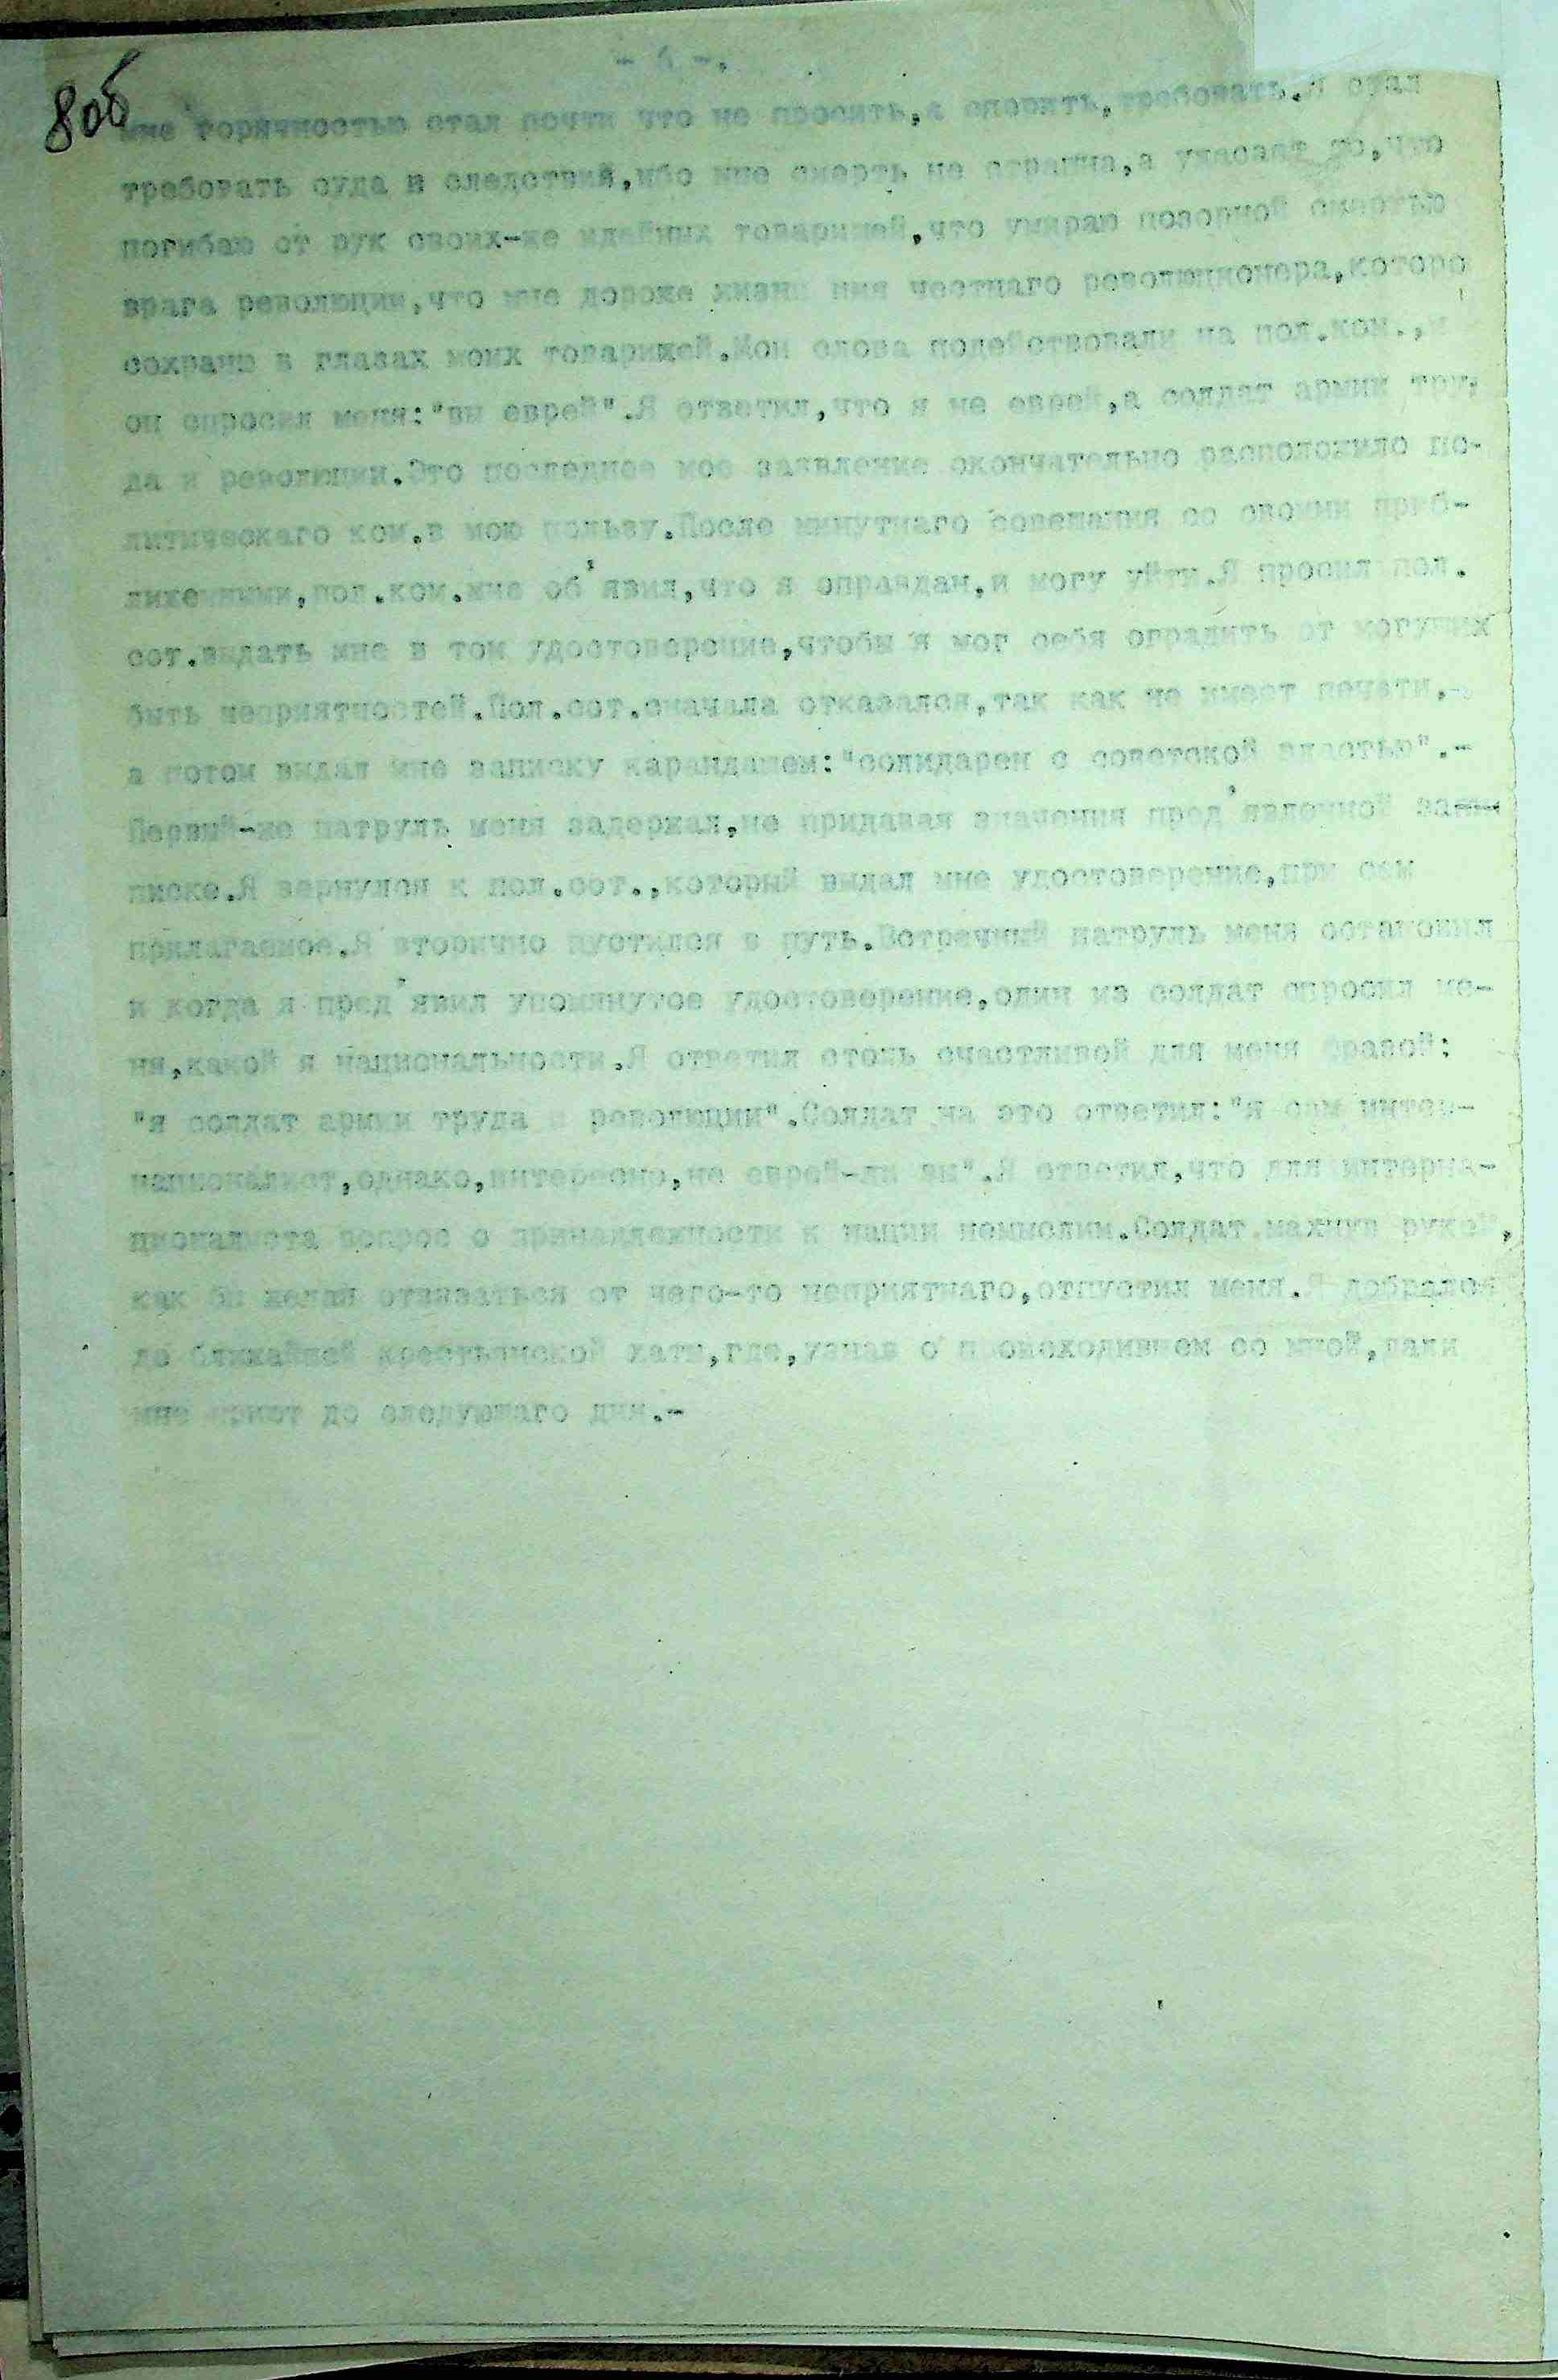 80б
мне горячностью стал почти что не просить, а спорить, требовать. Я стал
требовать суда и следствия, ибо мне смерть не страшна, а ужасает то, что
погибаю от рук своих-же идейных товарищей, что умираю позорной смертью
врага революции, что мне дороже жизни имя честнаго революционера, которо
сохраню в глазах моих товарищей. Мои слова подействовали на пол.ком., и
он спросил меня: "вы еврей". Я ответил, что я не еврей, а солдат армии тру-
да и революции. Это последнее мое заявление окончательно расположило по-
литическаго ком. в мою пользу. После минутнаго совещания со своими приб-
лиженными, пол.ком. мне об'явил, что я оправдан, и могу уйти. Я просил пол.
сот. выдать мне в том удостоверение, чтобы я мог себя оградить от могущих
быть неприятностей. Пол.сот. сначала отказался, так как не имеет печати,-
а потом выдал мне записку карандашем: "солидарен с советской властью".-
Первый-же патруль меня задержал, не придавая значения пред'явленной за
писке. Я вернулся к пол.сот., который выдал мне удостоверение, при сем
прилагаемое. Я вторично пустился в путь. Встречный патруль меня остановил
и когда я пред'явил упомянутое удостоверение, один из солдат спросил ме-
ня, какой я национальности. Я ответил столь счастливой для меня фразой:
"я солдат армии труда и революции". Солдат на это ответил: "я сам интер-
националист, однако, интересно, не еврей-ли вы". Я ответил, что для интерна-
ционалиста вопрос о принадлежности к нации немыслим. Солдат махнув рукой,
как бы желая отвязаться от чего-то неприятнаго, отпустил меня. Я добрался
до ближайшей крестьянской хаты, где, узнав о происходившем со мной, дали
мне приют до следующаго дня.-